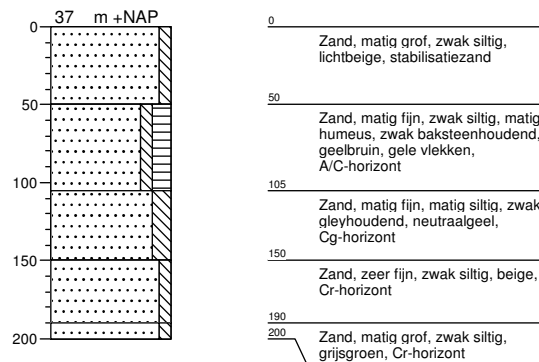 37 m +NAP
0
50
100
150
200
0
Zand, matig grof, zwak siltig,
lichtbeige, stabilisatiezand
50
Zand, matig fijn, zwak siltig, matig
humeus, zwak baksteenhoudend,
geelbruin, gele vlekken,
A/C-horizont
105
Zand, matig fijn, matig siltig, zwak
gleyhoudend, neutraalgeel,
Cg-horizont
150
Zand, zeer fijn, zwak siltig, beige,
Cr-horizont
190
200
Zand, matig grof, zwak siltig,
grijsgroen, Cr-horizont